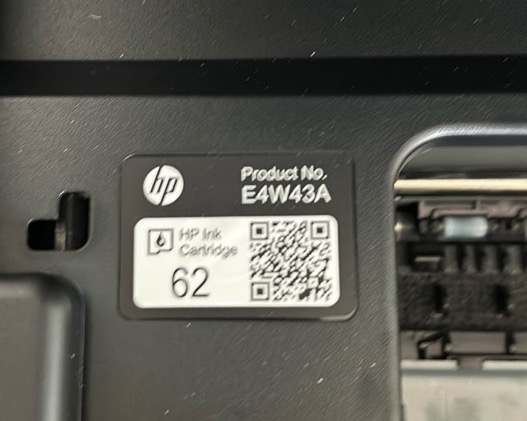 hp
Product No.
E4W43A
HP Ink
Cartridge
62